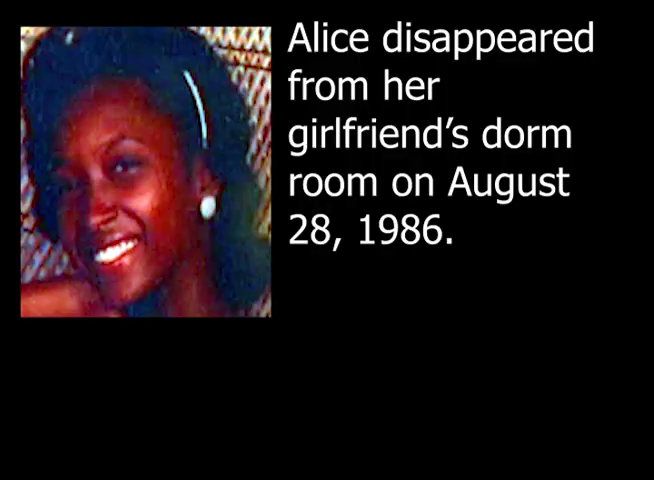 Alice disappeared
from her
girlfriend’s dorm
room on August
28, 1986.